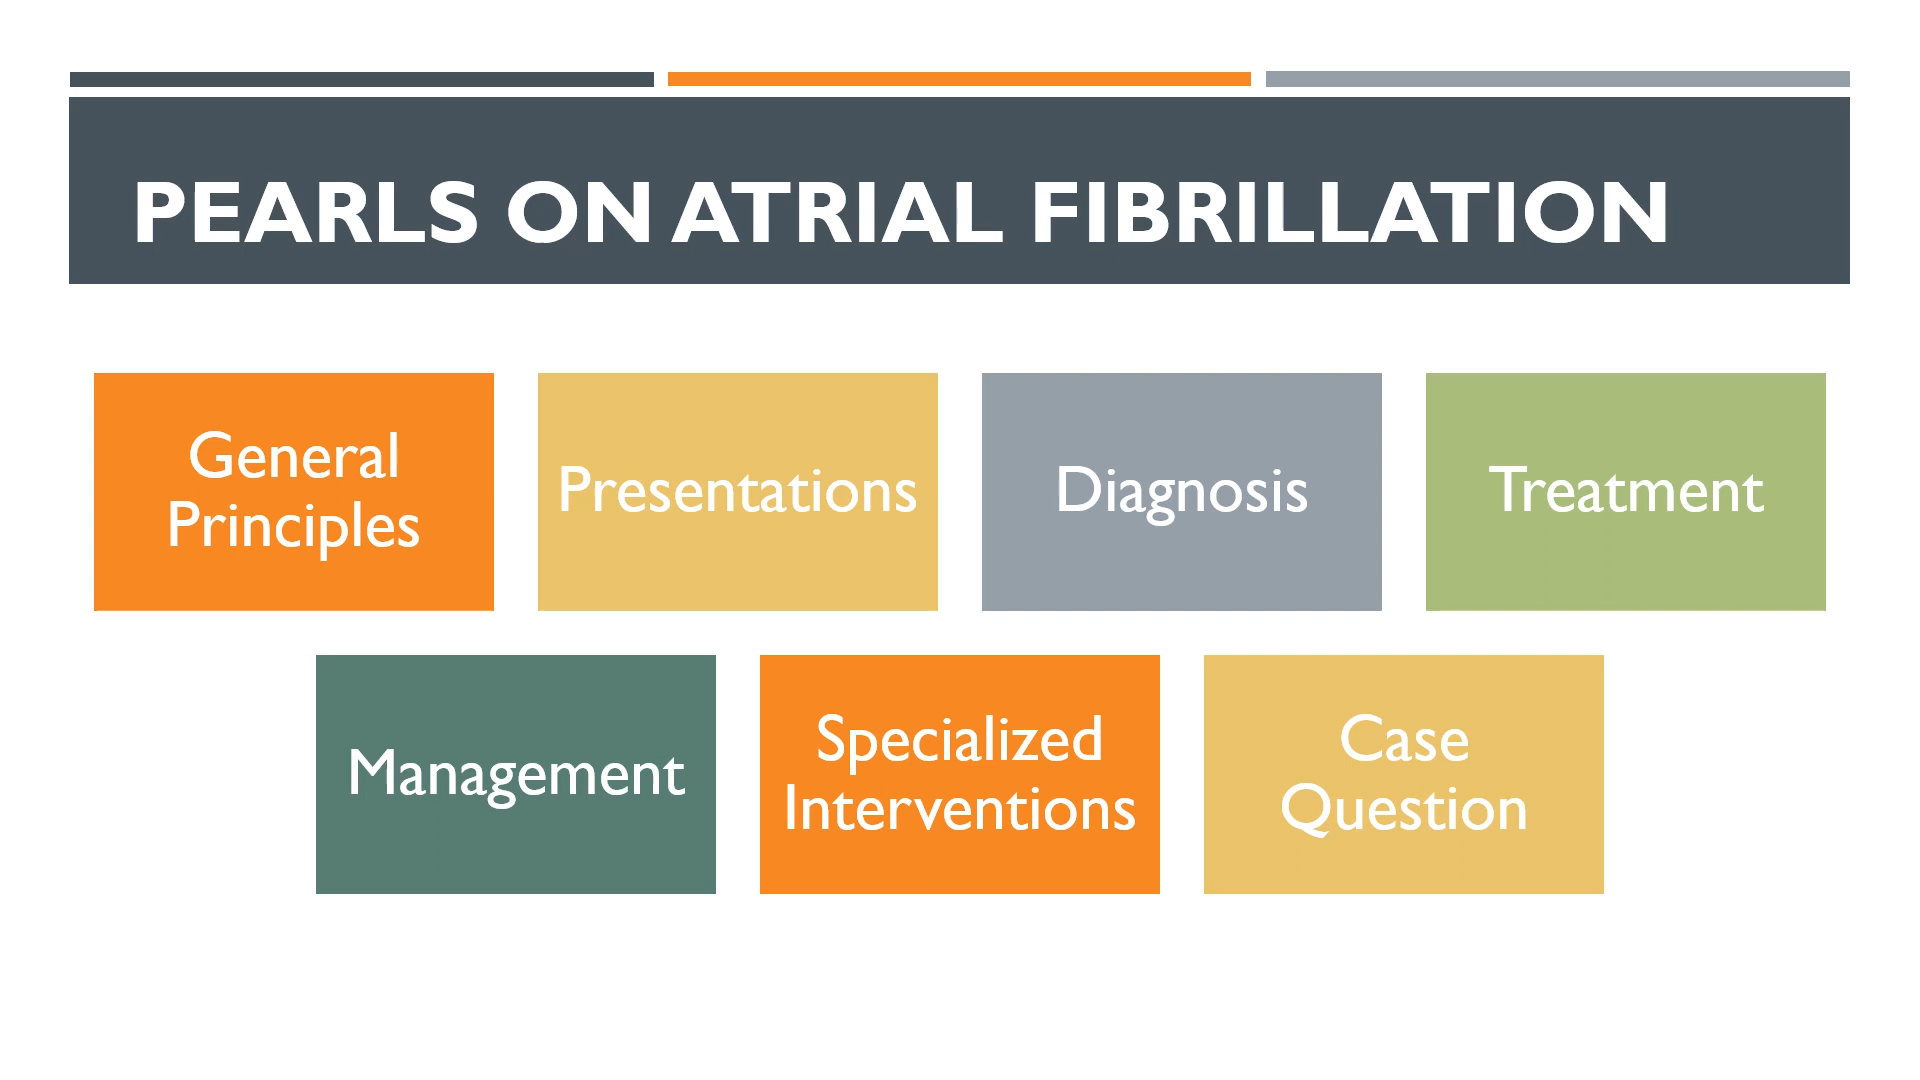 PEARLS ON ATRIAL FIBRILLATION
General
Principles
Presentations
Diagnosis
Treatment
Management
Specialized
Interventions
Case
Question